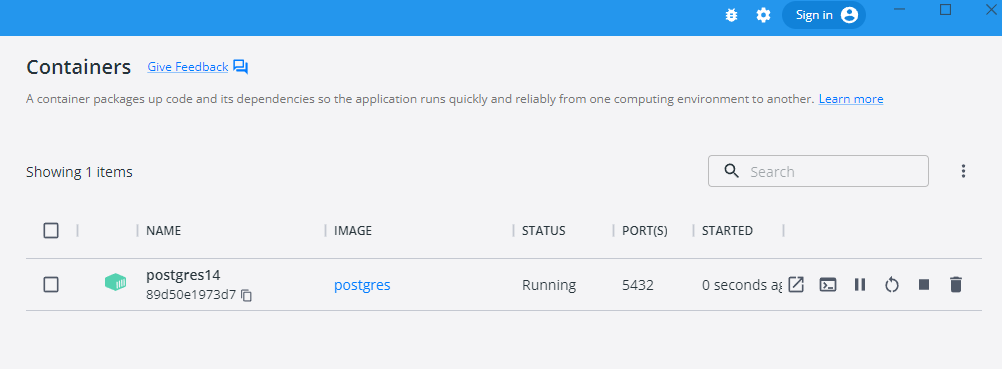 Sign in
Containers Give Feedback
A container packages up code and its dependencies so the application runs quickly and reliably from one computing environment to another. Learn more
Showing 1 items
Search
NAME IMAGE STATUS PORT(S) STARTED
postgres14
89d50e1973d7
postgres Running 5432 0 seconds ag